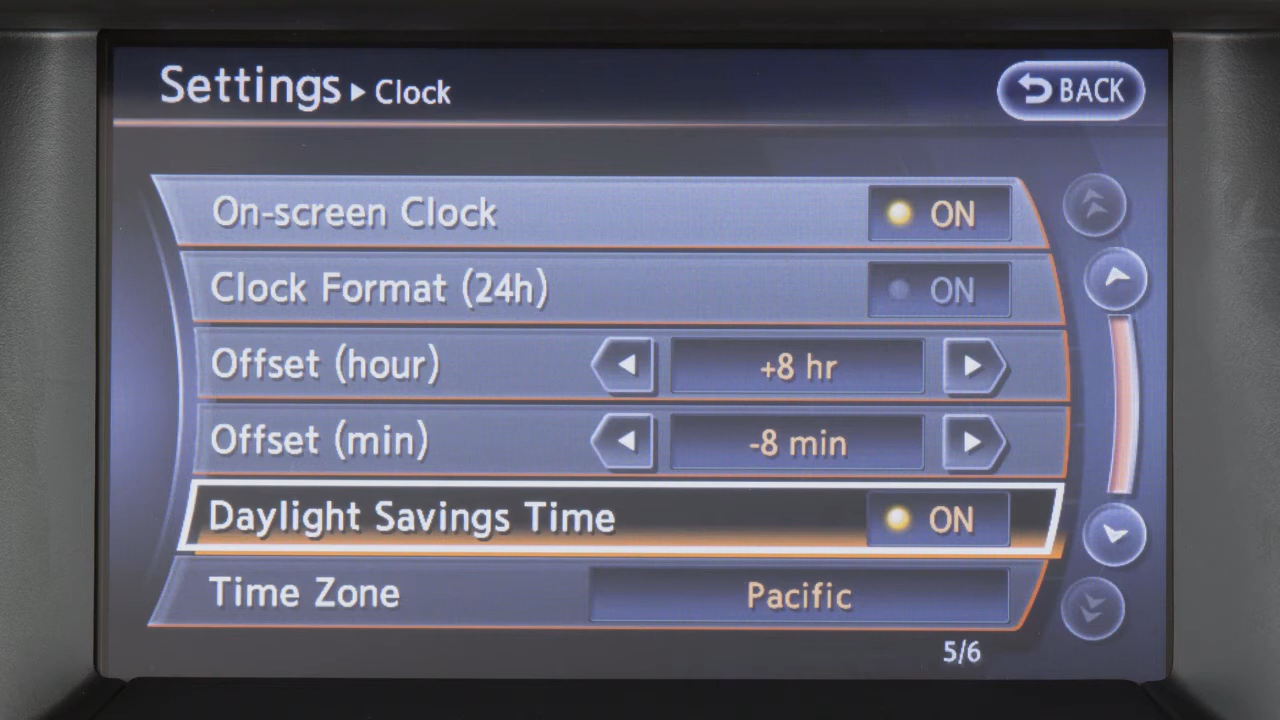 Settings ▶ Clock
BACK
On-screen Clock ON
Clock Format (24h) ON
Offset (hour) +8 hr
Offset (min) -8 min
Daylight Savings Time ON
Time Zone Pacific
5/6